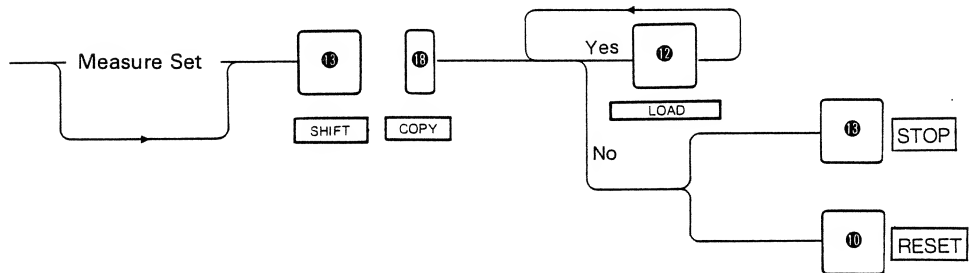 Yes
Measure Set
⓭
⓲
⓬
SHIFT
COPY
LOAD
No
⓭
STOP
❿
RESET